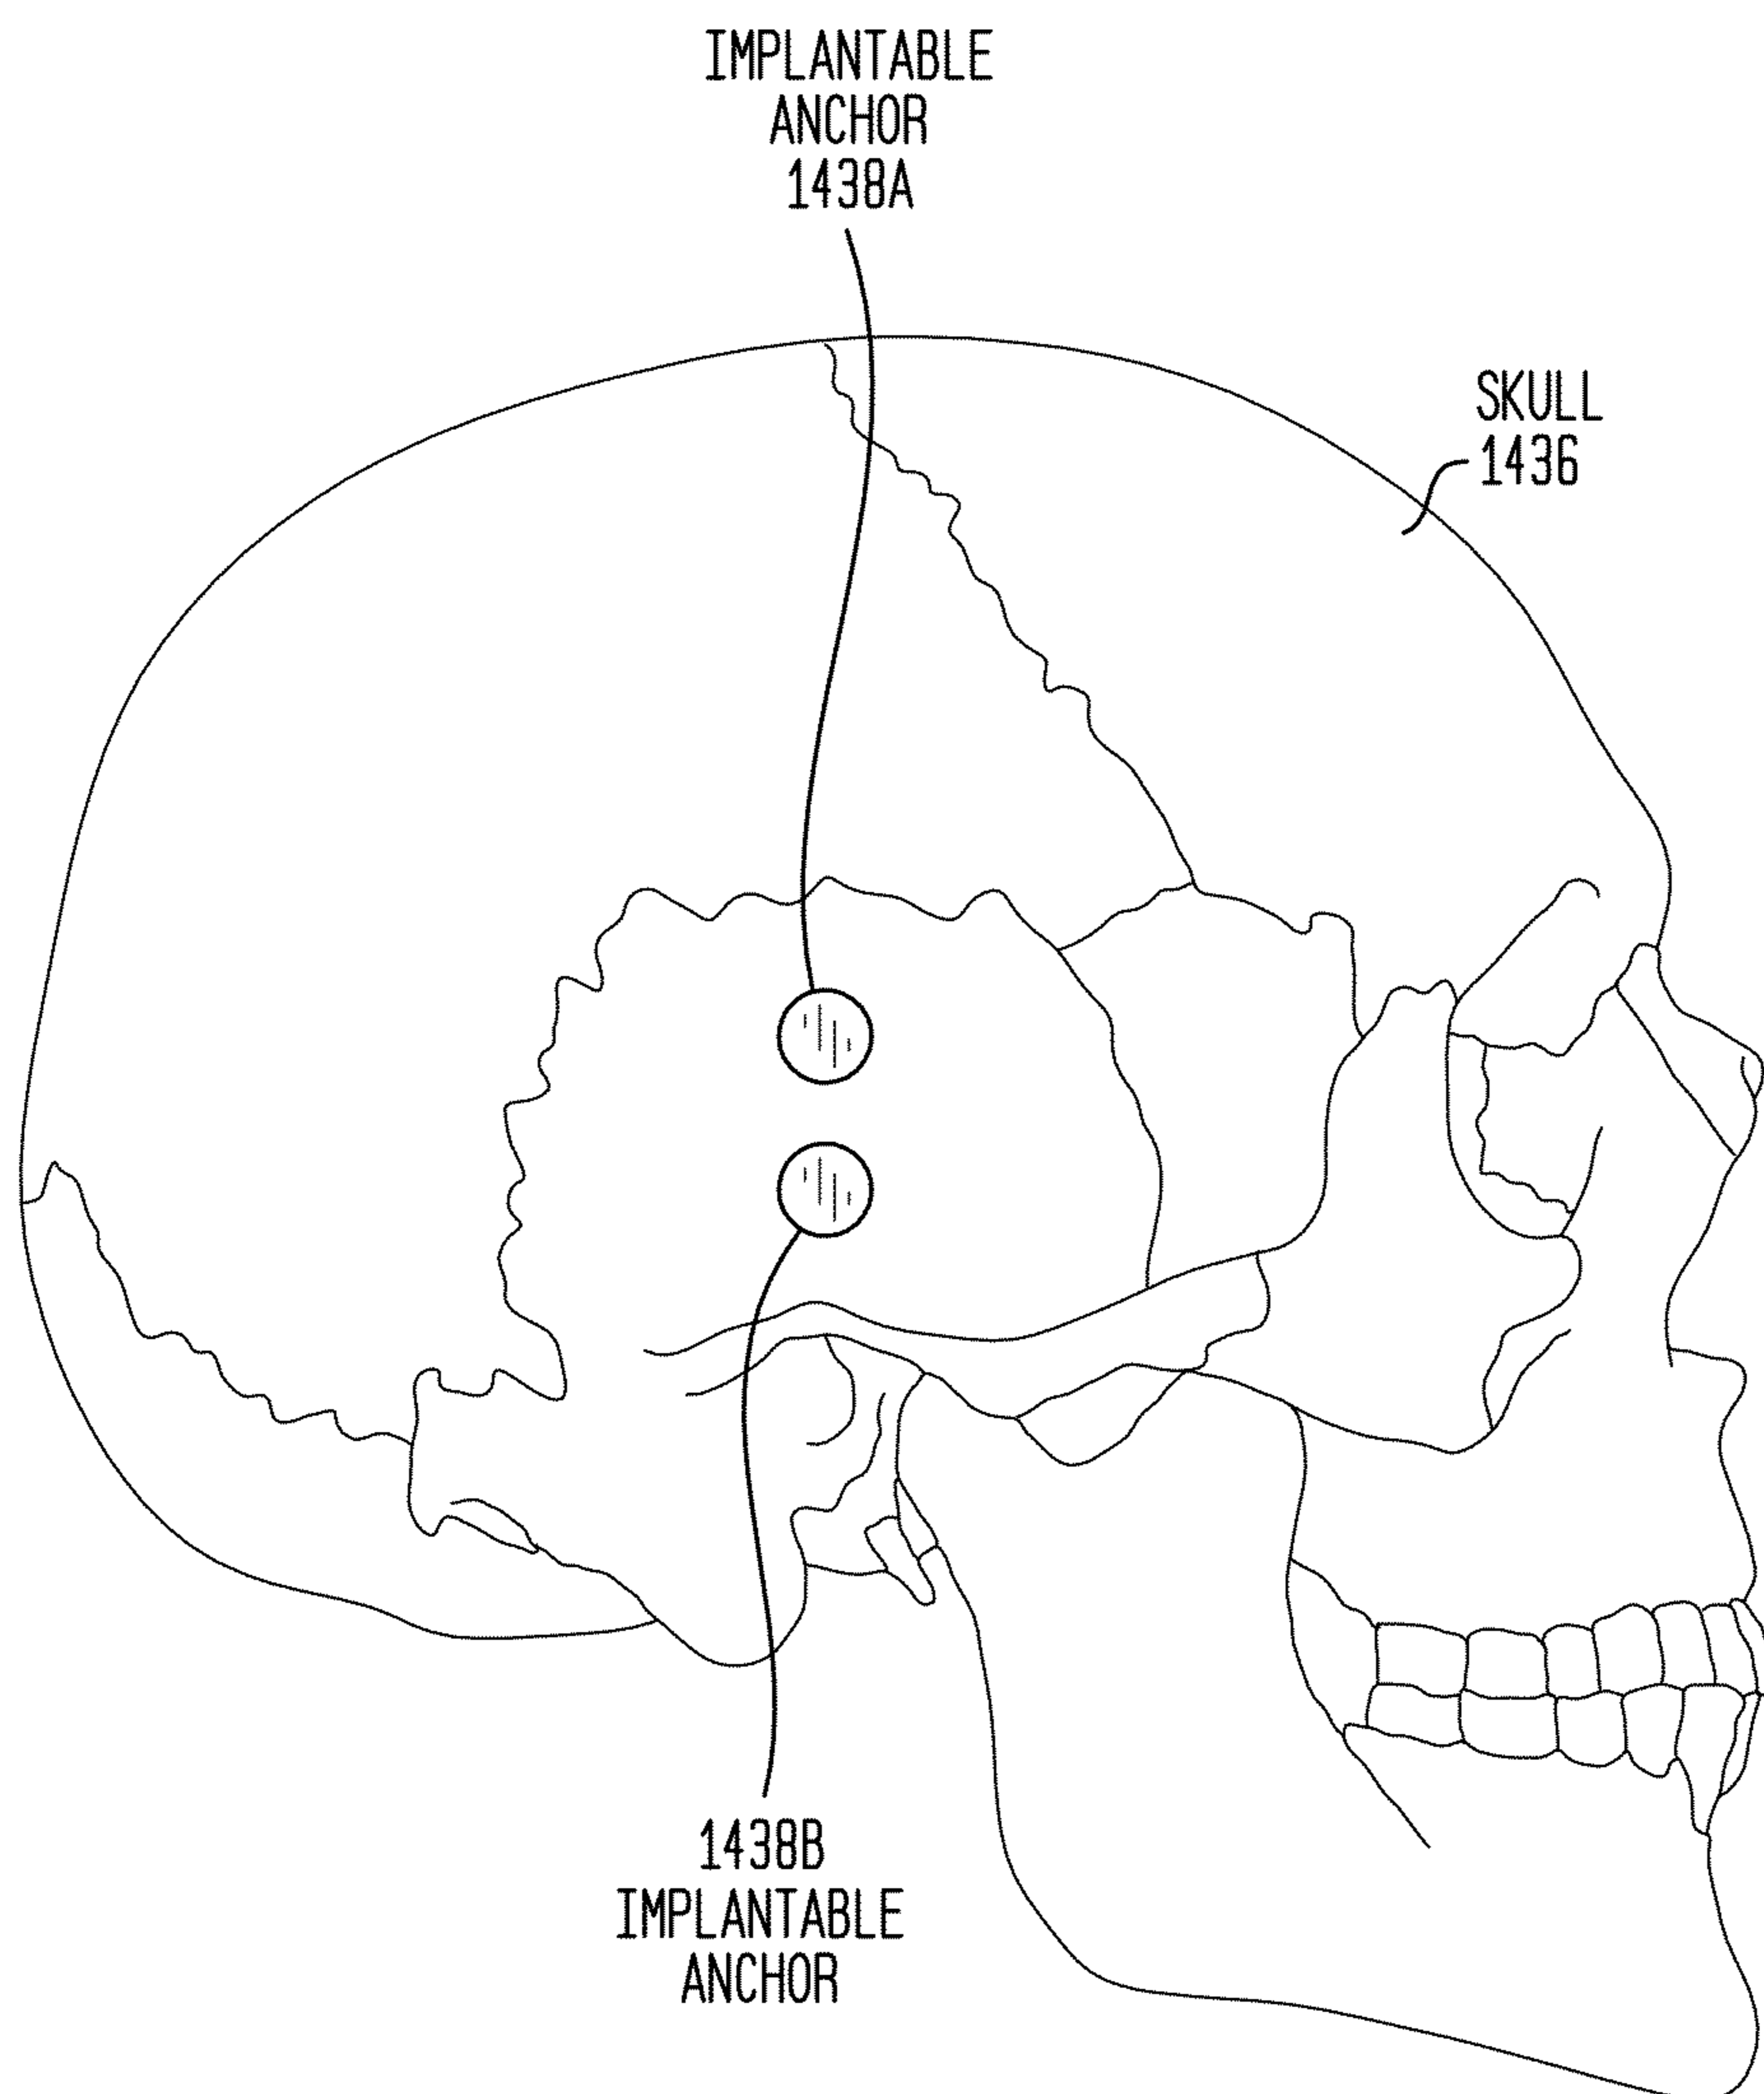 IMPLANTABLE
ANCHOR
1438A
SKULL
1436
1438B
IMPLANTABLE
ANCHOR